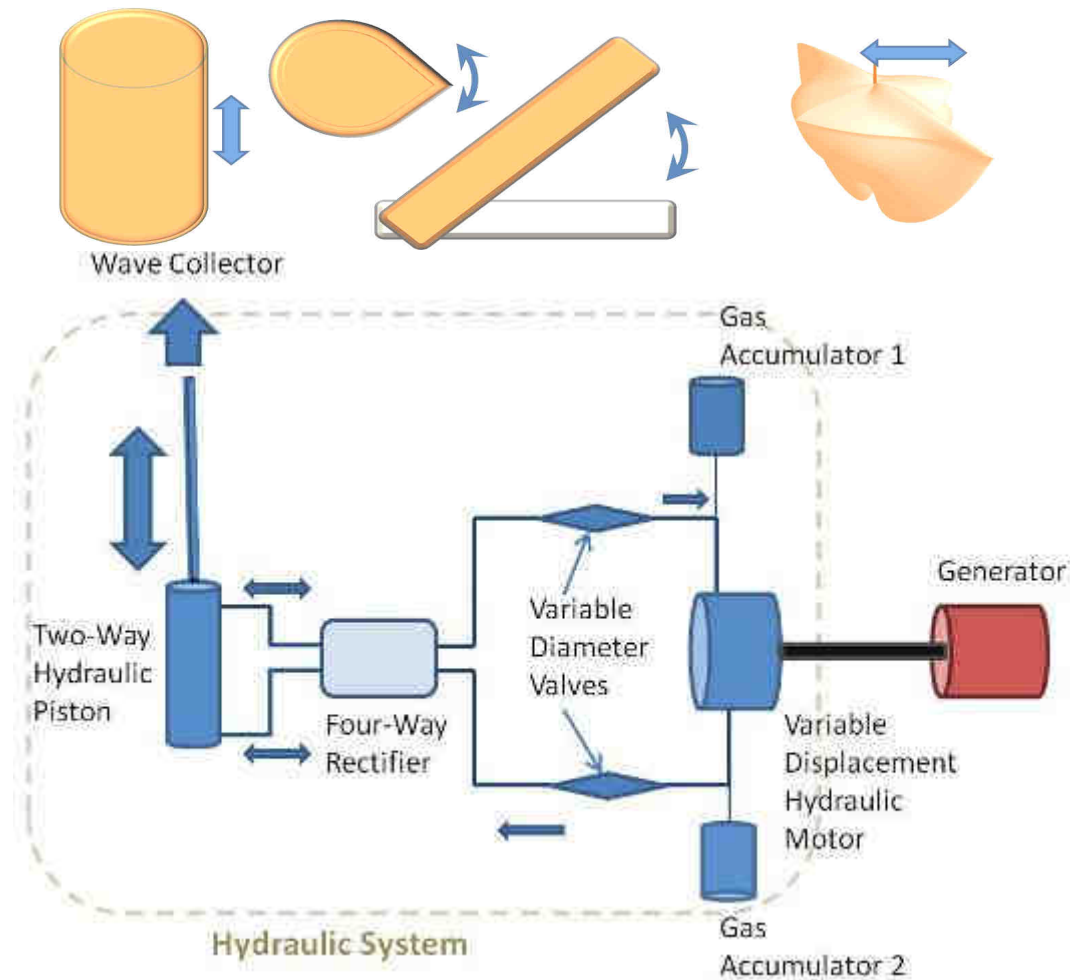 Wave Collector
Gas
Accumulator 1
Generator
Two-Way
Hydraulic
Piston
Four-Way
Rectifier
Variable
Diameter
Valves
Variable
Displacement
Hydraulic
Motor
Gas
Accumulator 2
Hydraulic System